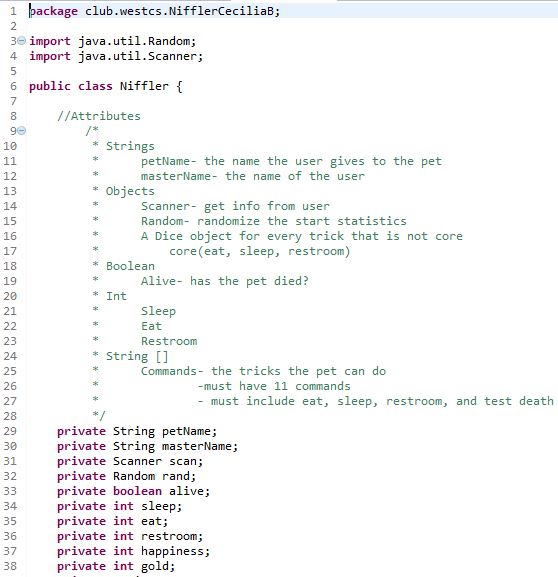 1 package club.westcs.NifflerCeciliaB;
2
3 import java.util.Random;
4 import java.util.Scanner;
5
6 public class Niffler {
7
8 //Attributes
9 /*
10 * Strings
11 * petName- the name the user gives to the pet
12 * masterName- the name of the user
13 * Objects
14 * Scanner- get info from user
15 * Random- randomize the start statistics
16 * A Dice object for every trick that is not core
17 * core(eat, sleep, restroom)
18 * Boolean
19 * Alive- has the pet died?
20 * Int
21 * Sleep
22 * Eat
23 * Restroom
24 * String []
25 * Commands- the tricks the pet can do
26 * -must have 11 commands
27 * - must include eat, sleep, restroom, and test death
28 */
29 private String petName;
30 private String masterName;
31 private Scanner scan;
32 private Random rand;
33 private boolean alive;
34 private int sleep;
35 private int eat;
36 private int restroom;
37 private int happiness;
38 private int gold;